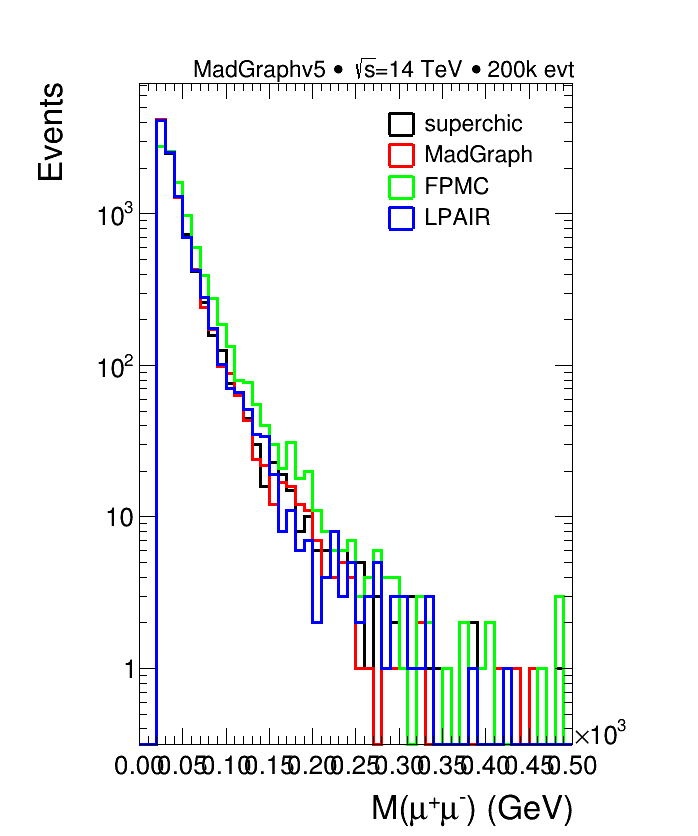 MadGraphv5 • √s=14 TeV • 200k evt
Events
superchic
MadGraph
FPMC
LPAIR
10³
10²
10
1
×10³
0.00 0.05 0.10 0.15 0.20 0.25 0.30 0.35 0.40 0.45 0.50
M(μ⁺μ⁻) (GeV)